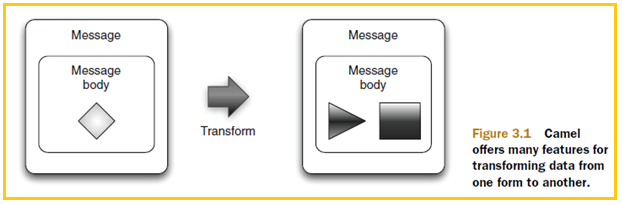 Message
Message
body
Transform
Message
Message
body
Figure 3.1 Camel
offers many features for
transforming data from
one form to another.